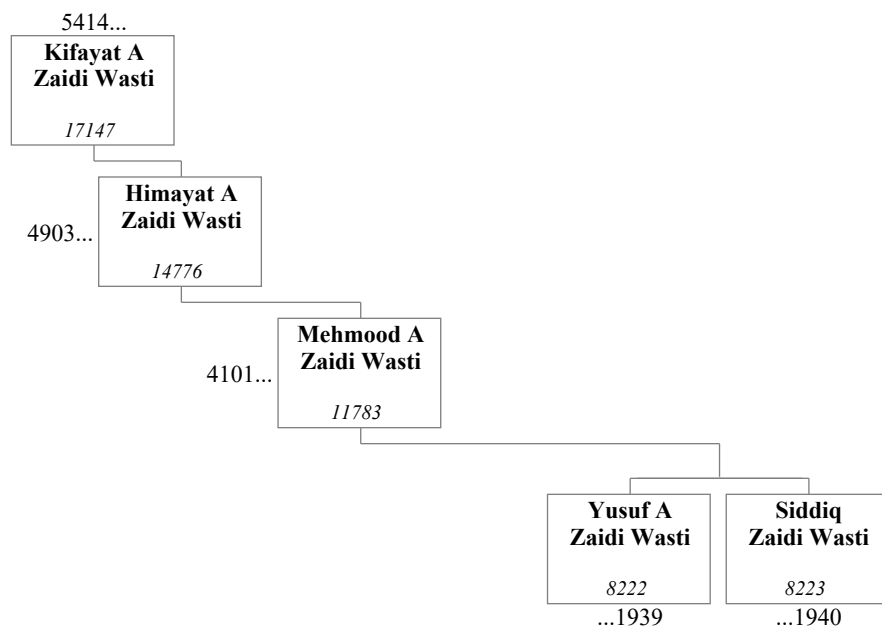 5414...
Kifayat A
Zaidi Wasti
17147
Himayat A
Zaidi Wasti
4903...
14776
Mehmood A
Zaidi Wasti
4101...
11783
Yusuf A
Zaidi Wasti
8222
...1939
Siddiq
Zaidi Wasti
8223
...1940